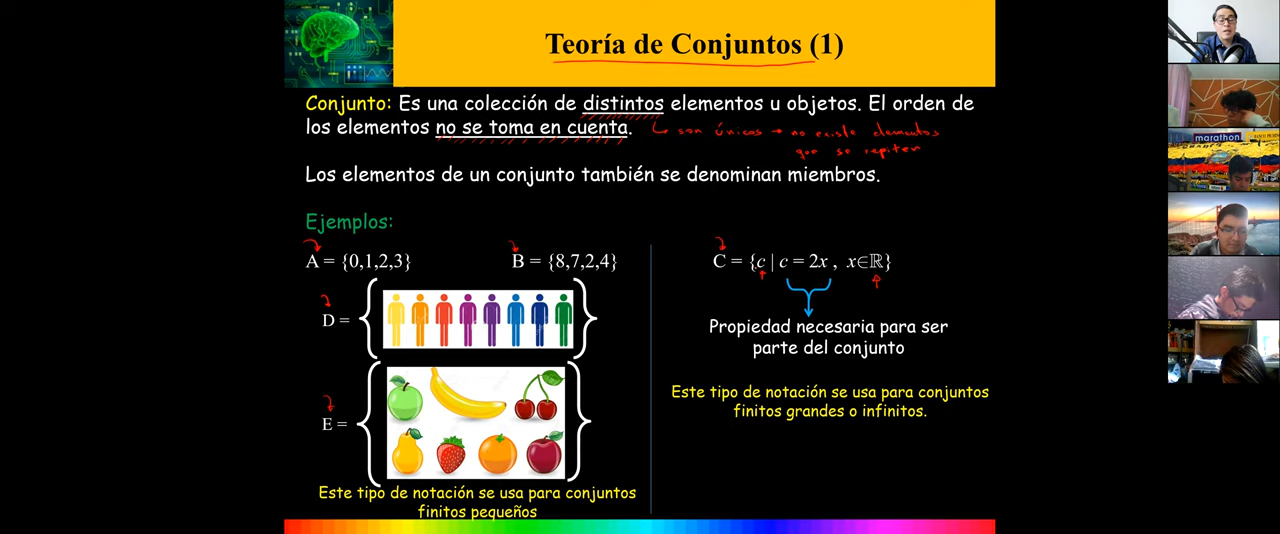 Teoría de Conjuntos (1)
Conjunto: Es una colección de distintos elementos u objetos. El orden de
los elementos no se toma en cuenta.
↳ son únicos → no existe elementos
que se repiten
Los elementos de un conjunto también se denominan miembros.
Ejemplos:
A = {0,1,2,3}
B = {8,7,2,4}
D =
E =
Este tipo de notación se usa para conjuntos
finitos pequeños
C = {c | c = 2x , x∈ℝ}
Propiedad necesaria para ser
parte del conjunto
Este tipo de notación se usa para conjuntos
finitos grandes o infinitos.
marathon